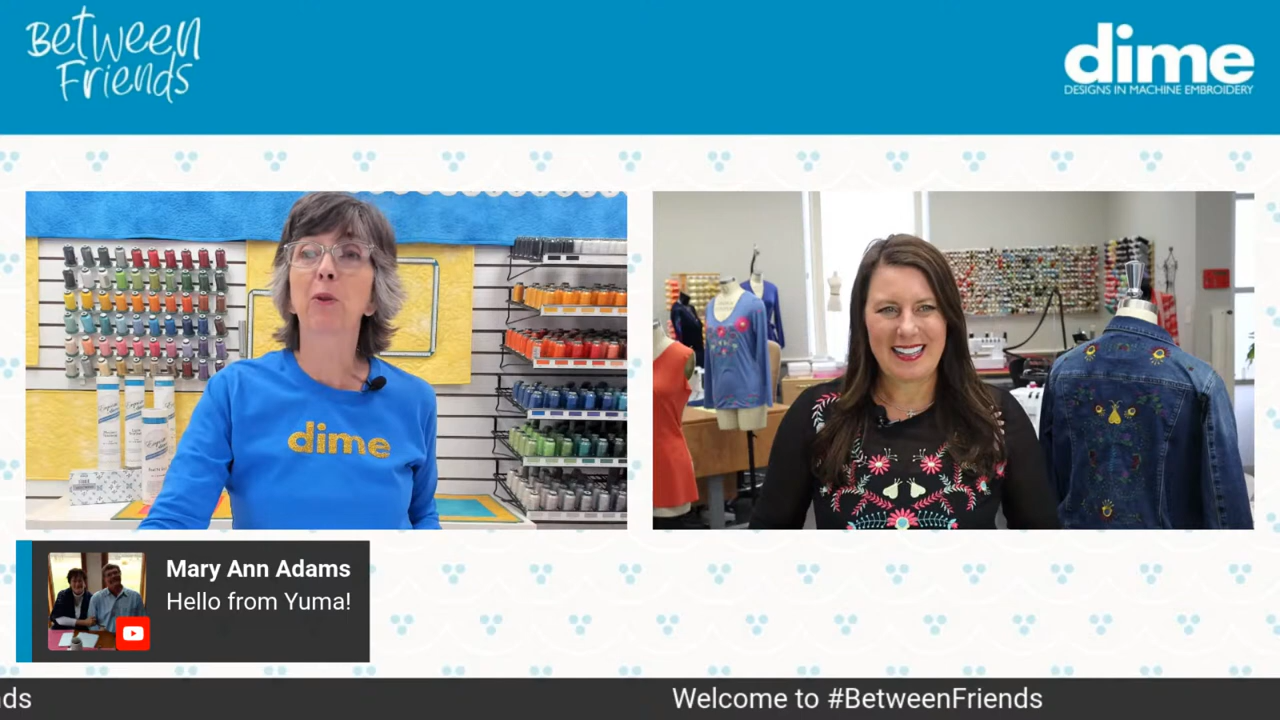 Between
Friends
dime
DESIGNS IN MACHINE EMBROIDERY
dime
Mary Ann Adams
Hello from Yuma!
ds
Welcome to #BetweenFriends